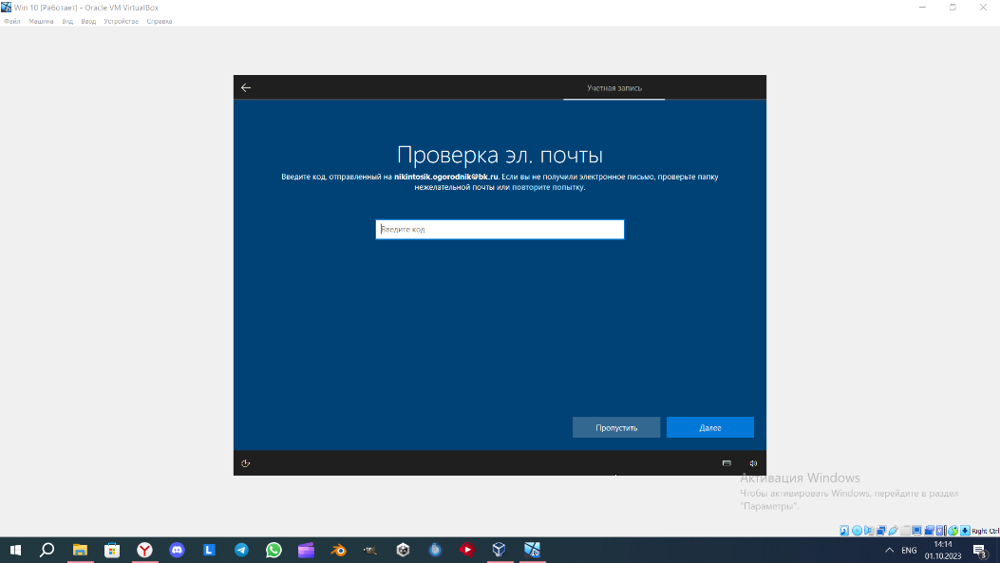 Win 10 [Работает] - Oracle VM VirtualBox
Файл Машина Вид Ввод Устройства Справка
Учетная запись
Проверка эл. почты
Введите код, отправленный на nikintosik.ogorodnik@bk.ru. Если вы не получили электронное письмо, проверьте папку
нежелательной почты или повторите попытку.
Введите код
Пропустить Далее
Активация Windows
Чтобы активировать Windows, перейдите в раздел
"Параметры".
Right Ctrl
ENG 14:14
01.10.2023
3